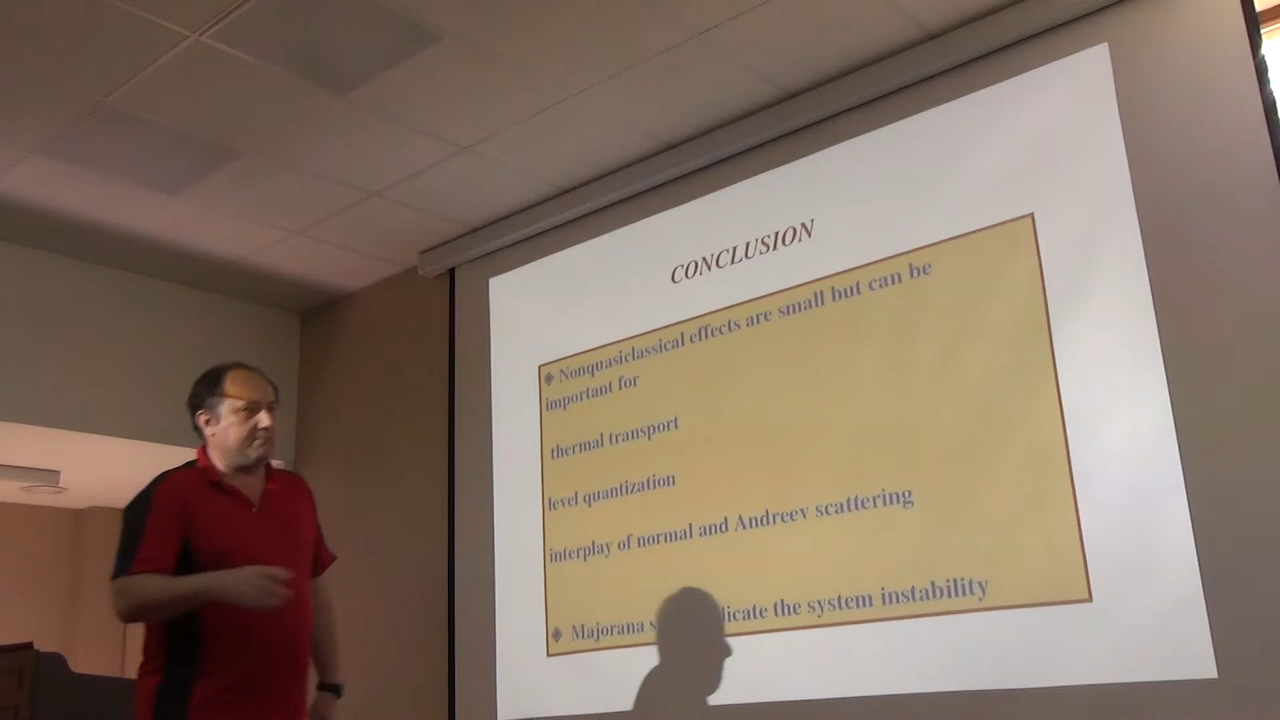 CONCLUSION
❖ Nonquasiclassical effects are small but can be
important for
thermal transport
level quantization
interplay of normal and Andreev scattering
❖ Majorana the system instability